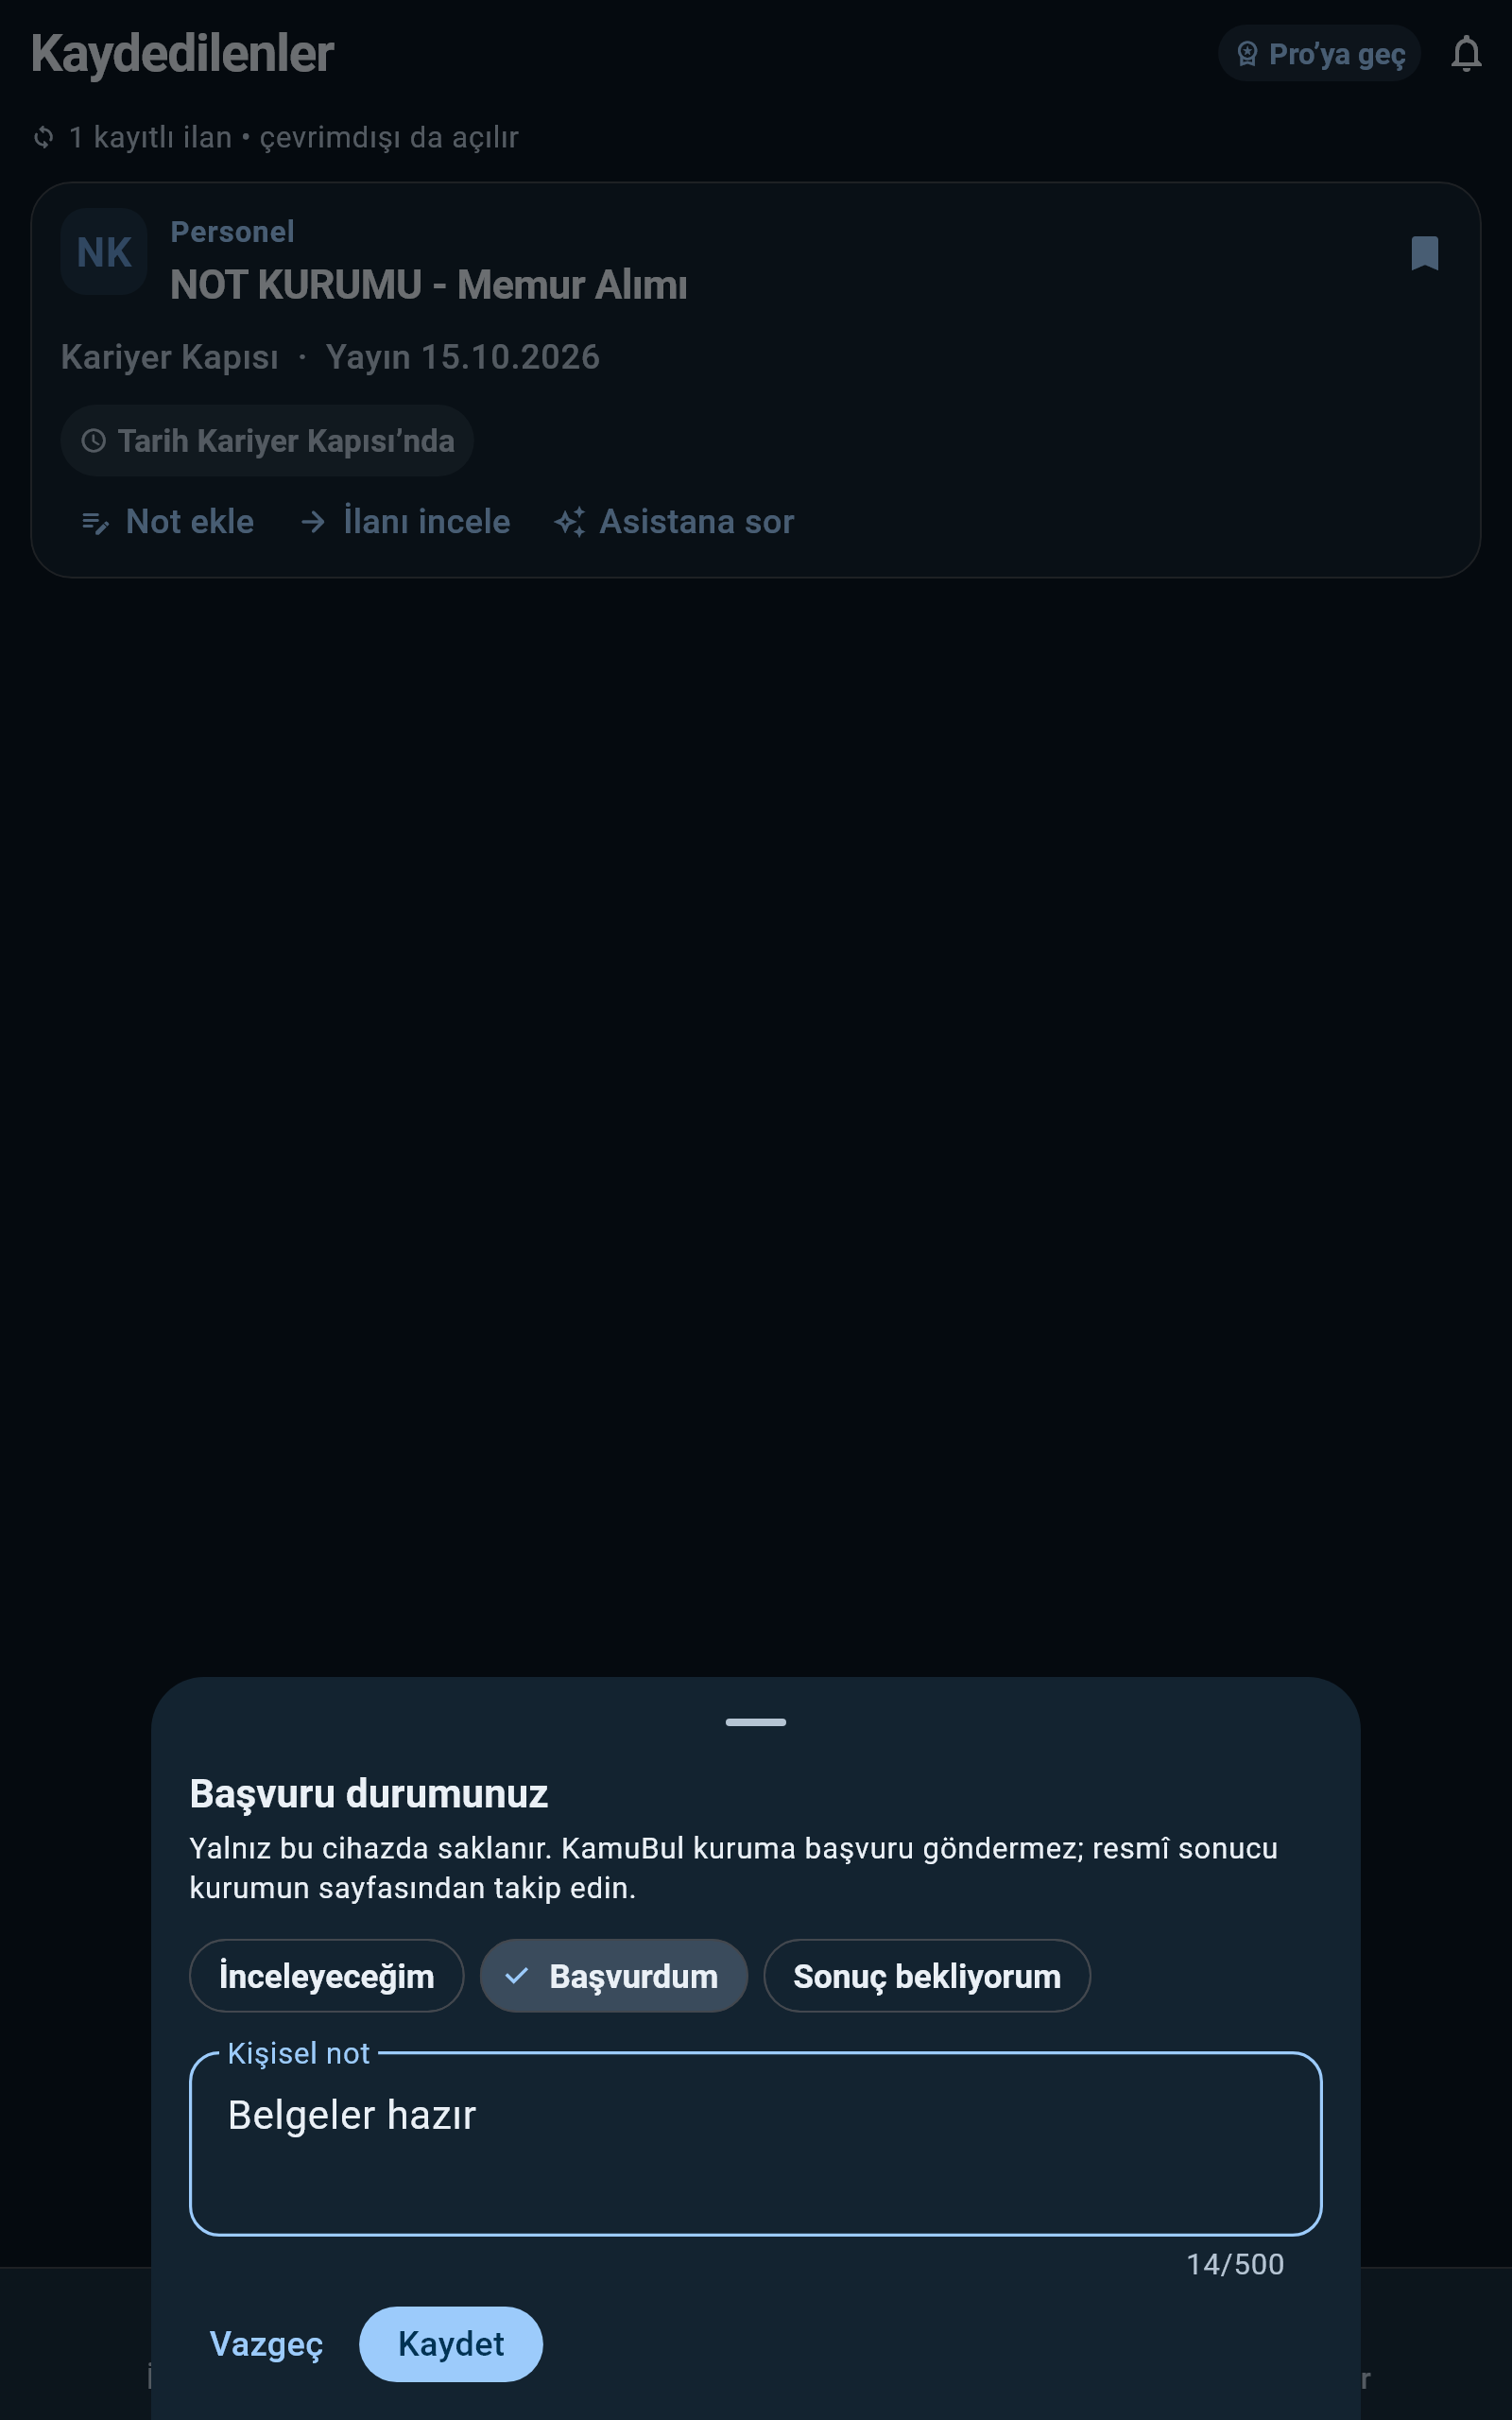 Kaydedilenler
Pro’ya geç
1 kayıtlı ilan • çevrimdışı da açılır
NK
Personel
NOT KURUMU - Memur Alımı
Kariyer Kapısı · Yayın 15.10.2026
Tarih Kariyer Kapısı’nda
Not ekle
İlanı incele
Asistana sor
Başvuru durumunuz
Yalnız bu cihazda saklanır. KamuBul kuruma başvuru göndermez; resmî sonucu
kurumun sayfasından takip edin.
İnceleyeceğim
Başvurdum
Sonuç bekliyorum
Kişisel not
Belgeler hazır
14/500
Vazgeç
Kaydet